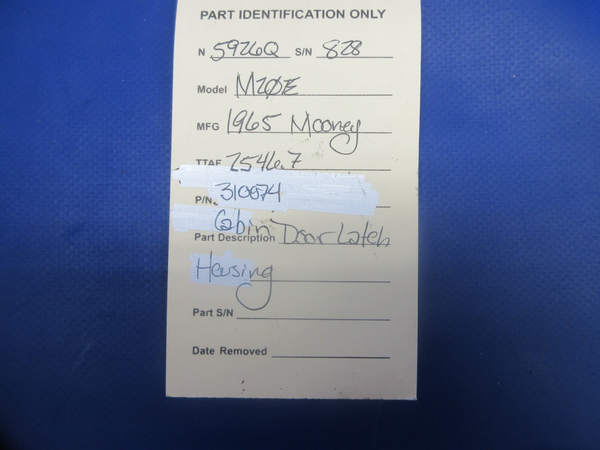 PART IDENTIFICATION ONLY
N 5926Q S/N 828
Model M20E
MFG 1965 Mooney
TTAF 2546.7
P/N 310074
Cabin
Part Description Door Latch
Housing
Part S/N
Date Removed